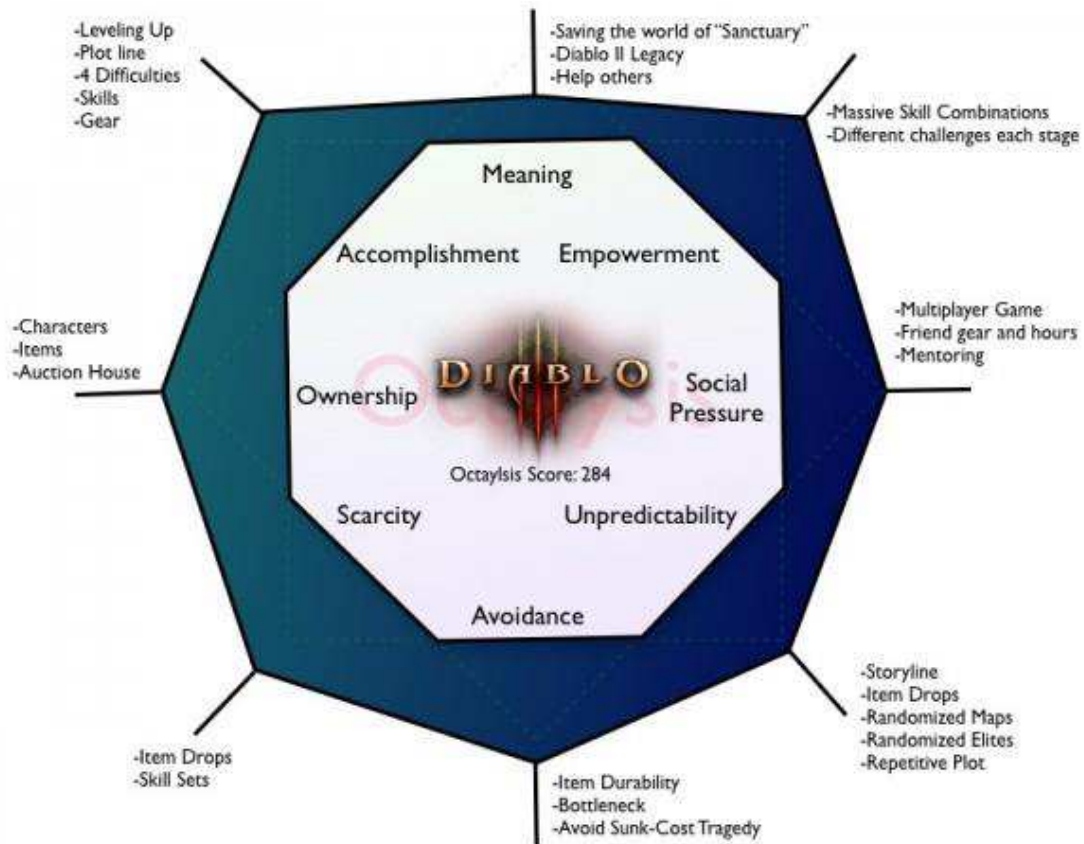 -Leveling Up
-Plot line
-4 Difficulties
-Skills
-Gear
-Saving the world of “Sanctuary”
-Diablo II Legacy
-Help others
-Massive Skill Combinations
-Different challenges each stage
Meaning
Accomplishment
Empowerment
-Characters
-Items
-Auction House
Ownership
DIABLO
III
Octalysis
Social
Pressure
-Multiplayer Game
-Friend gear and hours
-Mentoring
Octaylsis Score: 284
Scarcity
Unpredictability
Avoidance
-Item Drops
-Skill Sets
-Item Durability
-Bottleneck
-Avoid Sunk-Cost Tragedy
-Storyline
-Item Drops
-Randomized Maps
-Randomized Elites
-Repetitive Plot